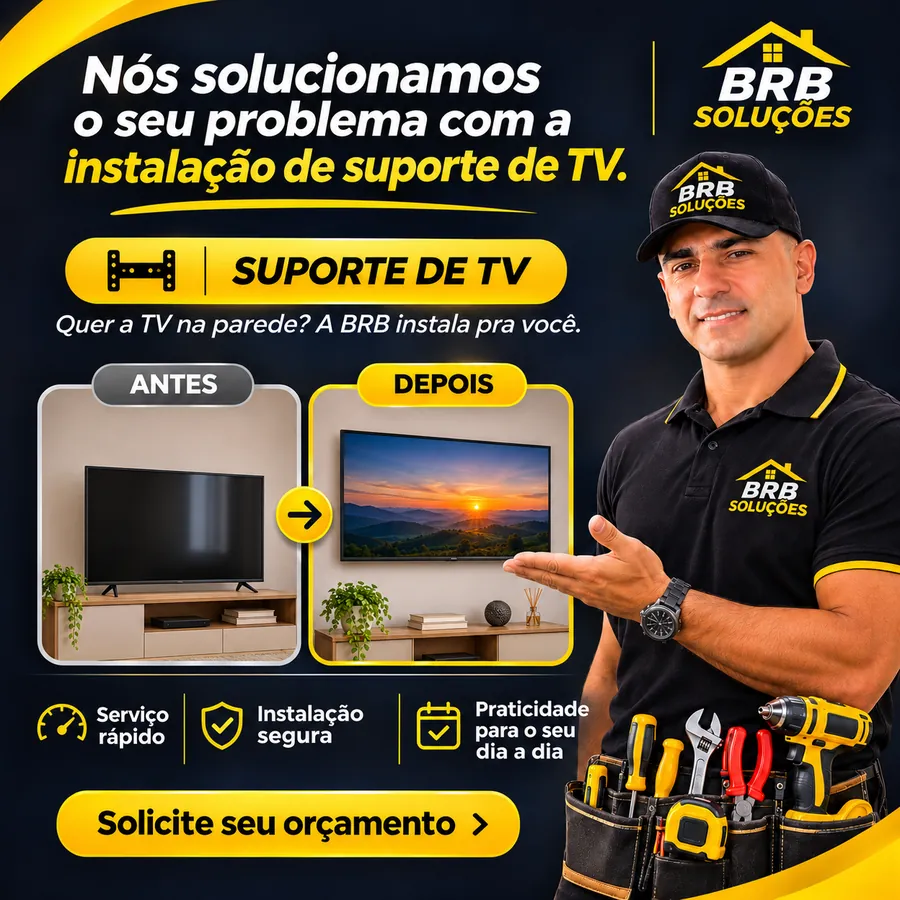 Nós solucionamos
o seu problema com a
instalação de suporte de TV.
BRB
SOLUÇÕES
BRB
SOLUÇÕES
SUPORTE DE TV
Quer a TV na parede? A BRB instala pra você.
ANTES
DEPOIS
BRB
SOLUÇÕES
Serviço
rápido
Instalação
segura
Praticidade
para o seu
dia a dia
Solicite seu orçamento